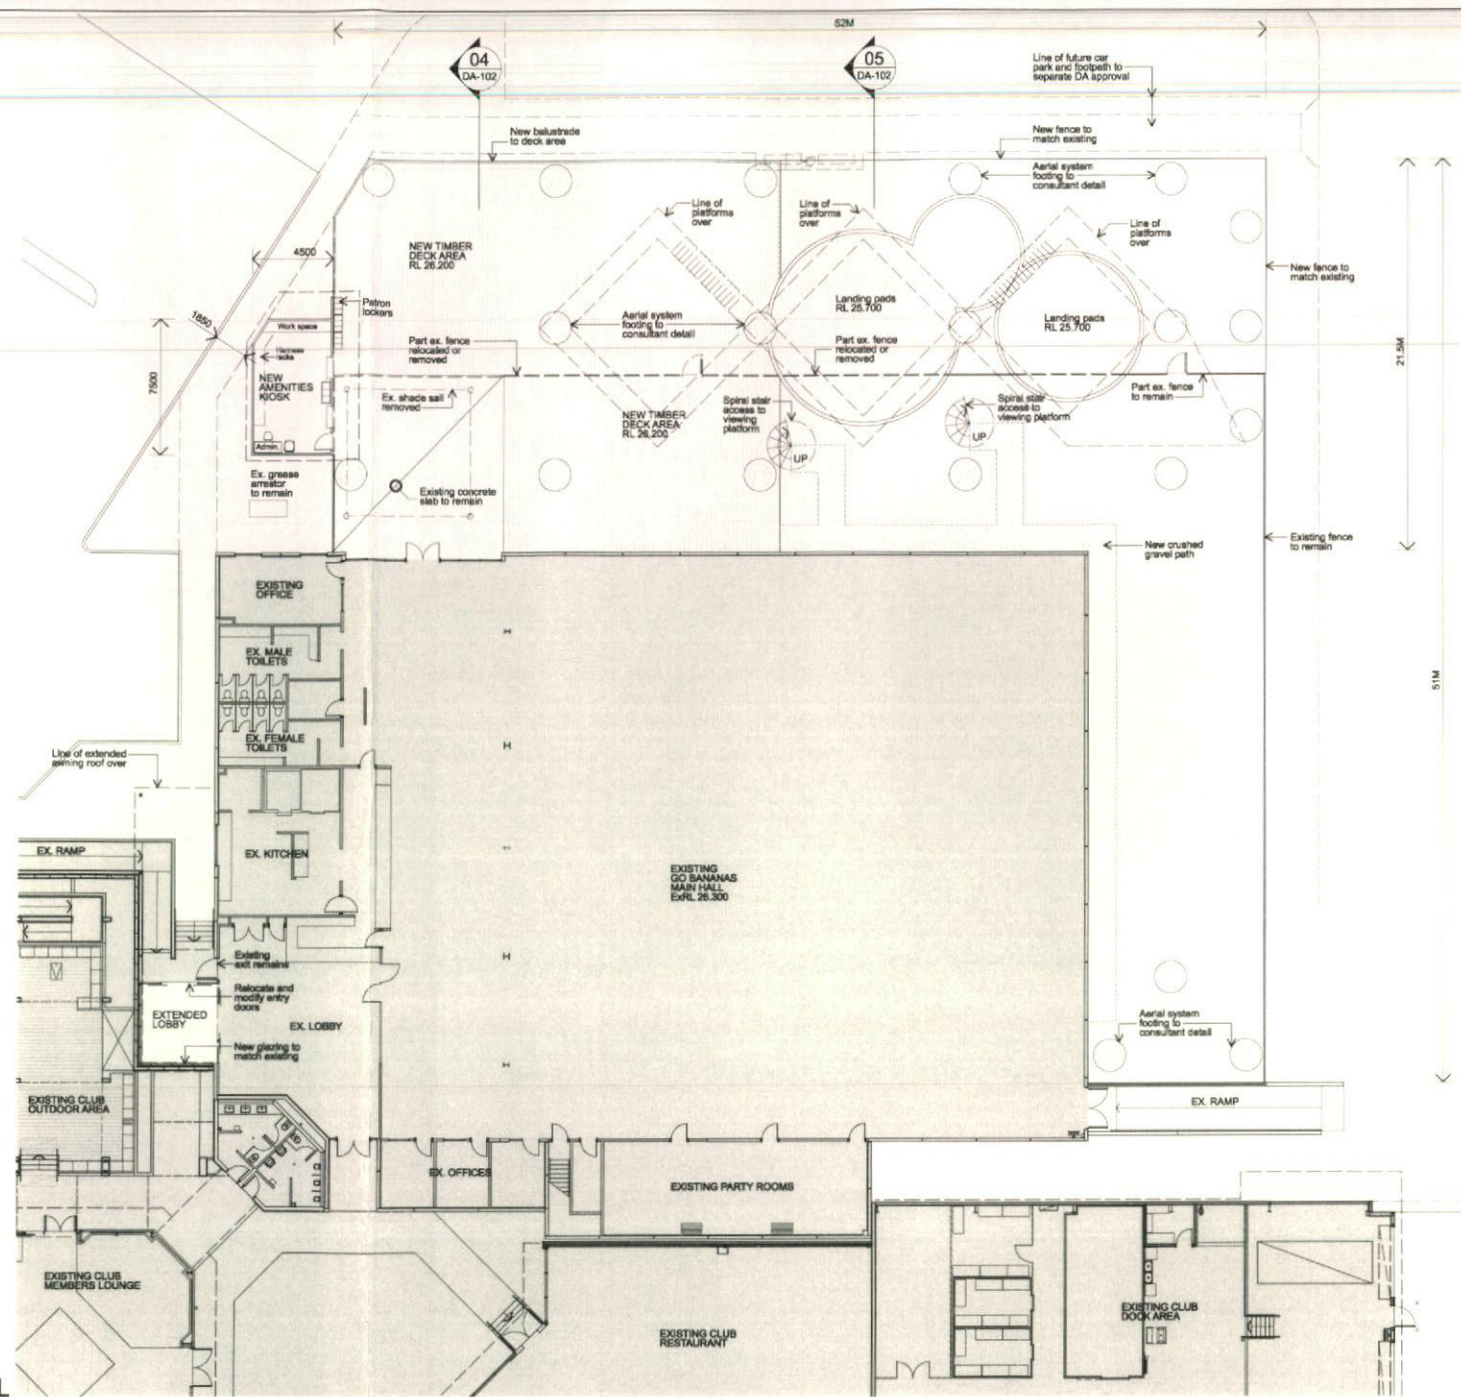 52M
04
DA-102
05
DA-102
Line of future car
park and footpath to
separate DA approval
New balustrade
to deck area
New fence to
match existing
Aerial system
footing to
consultant detail
Line of
platforms
over
Line of
platforms
over
Line of
platforms
over
NEW TIMBER
DECK AREA
RL 26.200
4500
New fence to
match existing
Patron
lockers
Landing pads
RL 25.700
Landing pads
RL 25.700
1850
Work space
Aerial system
footing to
consultant detail
Harness
racks
Part ex. fence
relocated or
removed
Part ex. fence
relocated or
removed
21.5M
7500
NEW
AMENITIES
KIOSK
Ex. shade sail
removed
Part ex. fence
to remain
NEW TIMBER
DECK AREA
RL 26,200
Spiral stair
access to
viewing
platform
Spiral stair
access to
viewing platform
UP
UP
Admin.
Ex. grease
arrestor
to remain
Existing concrete
slab to remain
New crushed
gravel path
Existing fence
to remain
EXISTING
OFFICE
EX. MALE
TOILETS
51M
EX. FEMALE
TOILETS
Line of extended
awning roof over
EX. RAMP
EX. KITCHEN
EXISTING
GO BANANAS
MAIN HALL
ExRL 26.300
Existing
exit remains
Relocate and
modify entry
doors
EXTENDED
LOBBY
EX. LOBBY
New glazing to
match existing
Aerial system
footing to
consultant detail
EXISTING CLUB
OUTDOOR AREA
EX. RAMP
EX. OFFICES
EXISTING PARTY ROOMS
EXISTING CLUB
MEMBERS LOUNGE
EXISTING CLUB
RESTAURANT
EXISTING CLUB
DOCK AREA